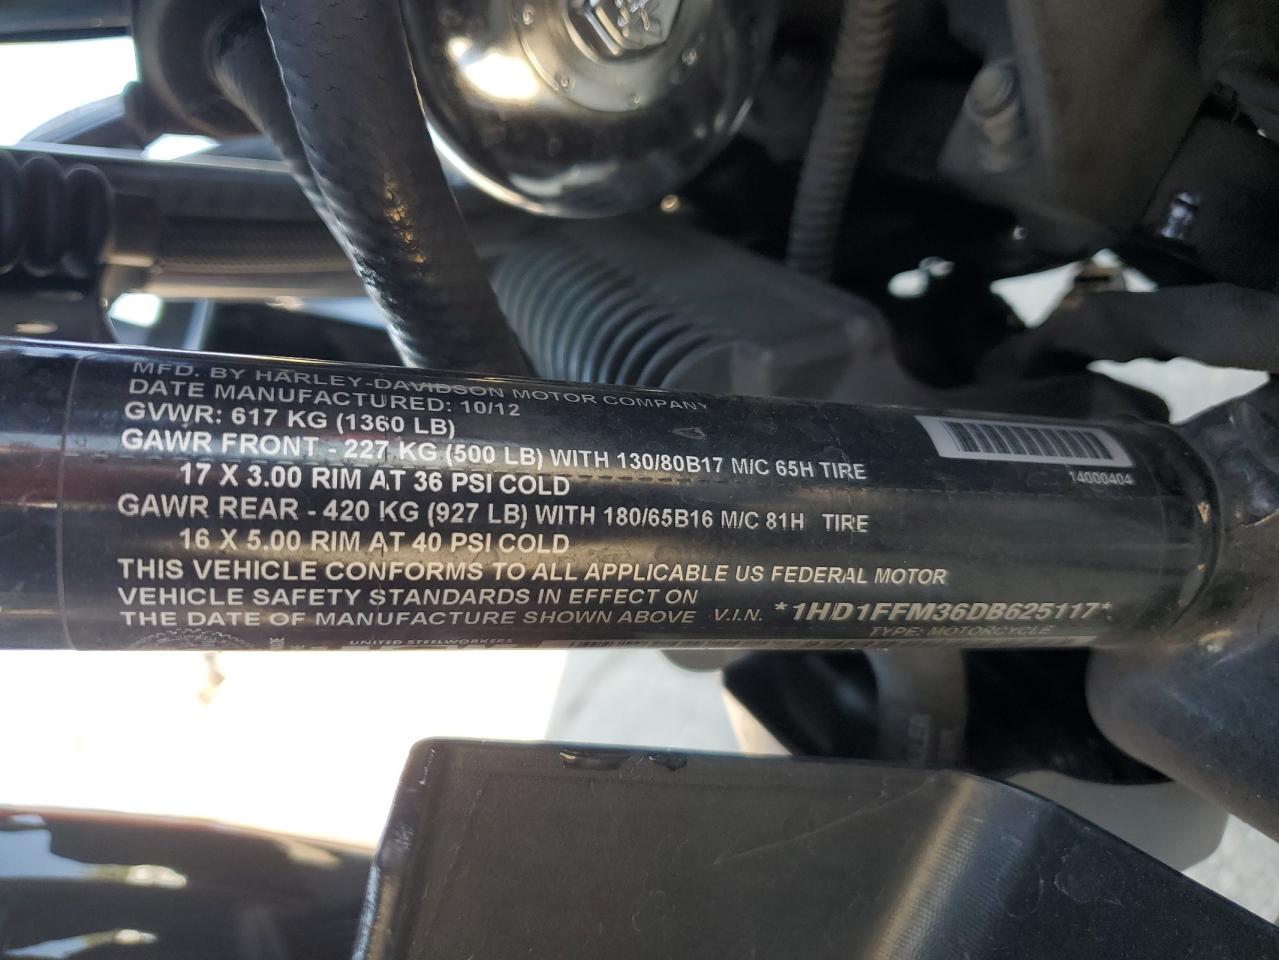 MFD. BY HARLEY-DAVIDSON MOTOR COMPANY
DATE MANUFACTURED: 10/12
GVWR: 617 KG (1360 LB)
GAWR FRONT - 227 KG (500 LB) WITH 130/80B17 M/C 65H TIRE
17 X 3.00 RIM AT 36 PSI COLD
GAWR REAR - 420 KG (927 LB) WITH 180/65B16 M/C 81H TIRE
16 X 5.00 RIM AT 40 PSI COLD
THIS VEHICLE CONFORMS TO ALL APPLICABLE US FEDERAL MOTOR
VEHICLE SAFETY STANDARDS IN EFFECT ON
THE DATE OF MANUFACTURE SHOWN ABOVE V.I.N. *1HD1FFM36DB625117*
TYPE: MOTORCYCLE
UNITED STEELWORKERS
14000404